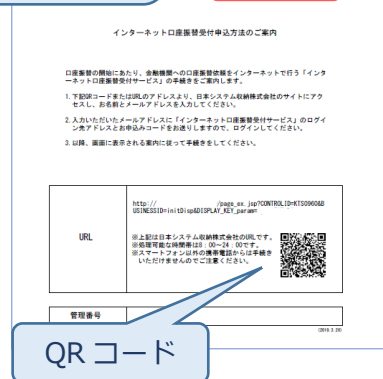 インターネット口座振替受付申込方法のご案内
口座振替の開始にあたり、金融機関への口座振替依頼をインターネットで行う「インタ
ーネット口座振替受付サービス」の手続きをご案内します。
1. 下記QRコードまたはURLのアドレスより、日本システム収納株式会社のサイトにアク
セスし、お名前とメールアドレスを入力してください。
2. 入力いただいたメールアドレスに「インターネット口座振替受付サービス」のログイ
ン先アドレスとお申込みコードをお送りしますので、ログインしてください。
3. 以降、画面に表示される案内に従って手続きをしてください。
URL
http:// /page_ex.jsp?CONTROLID=KTS0960&B
USINESSID=initDisp&DISPLAY_KEY_param=
※上記は日本システム収納株式会社のURLです。
※処理可能な時間帯は8:00~24:00です。
※スマートフォン以外の携帯電話からは手続き
いただけませんのでご注意ください。
管理番号
(2016.3.26)
QRコード